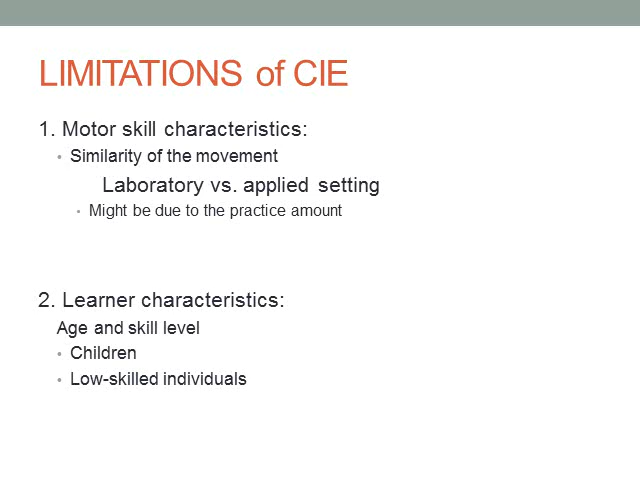 LIMITATIONS of CIE
1. Motor skill characteristics:
• Similarity of the movement
Laboratory vs. applied setting
• Might be due to the practice amount
2. Learner characteristics:
Age and skill level
• Children
• Low-skilled individuals